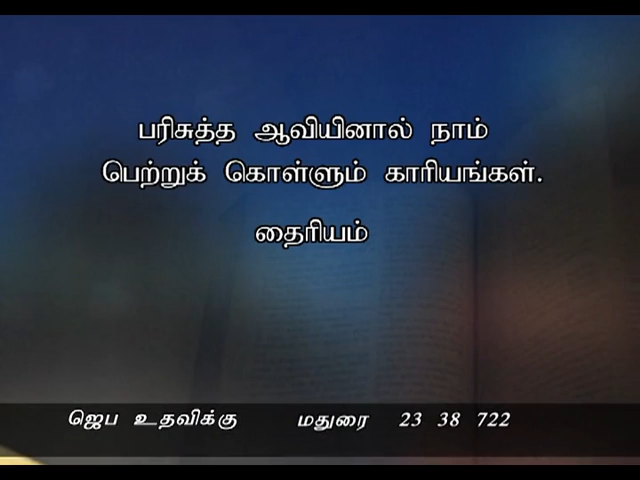 பரிசுத்த ஆவியினால் நாம்
பெற்றுக் கொள்ளும் காரியங்கள்.
தைரியம்
ஜெப உதவிக்கு மதுரை 23 38 722